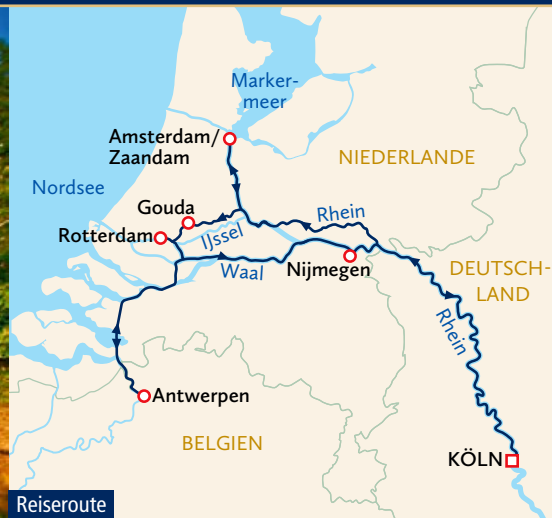 Marker-
meer
Amsterdam/
Zaandam
NIEDERLANDE
Nordsee
Gouda
Rhein
Rotterdam
IJssel
Waal
Nijmegen
DEUTSCH-
LAND
Rhein
Antwerpen
BELGIEN
KÖLN
Reiseroute